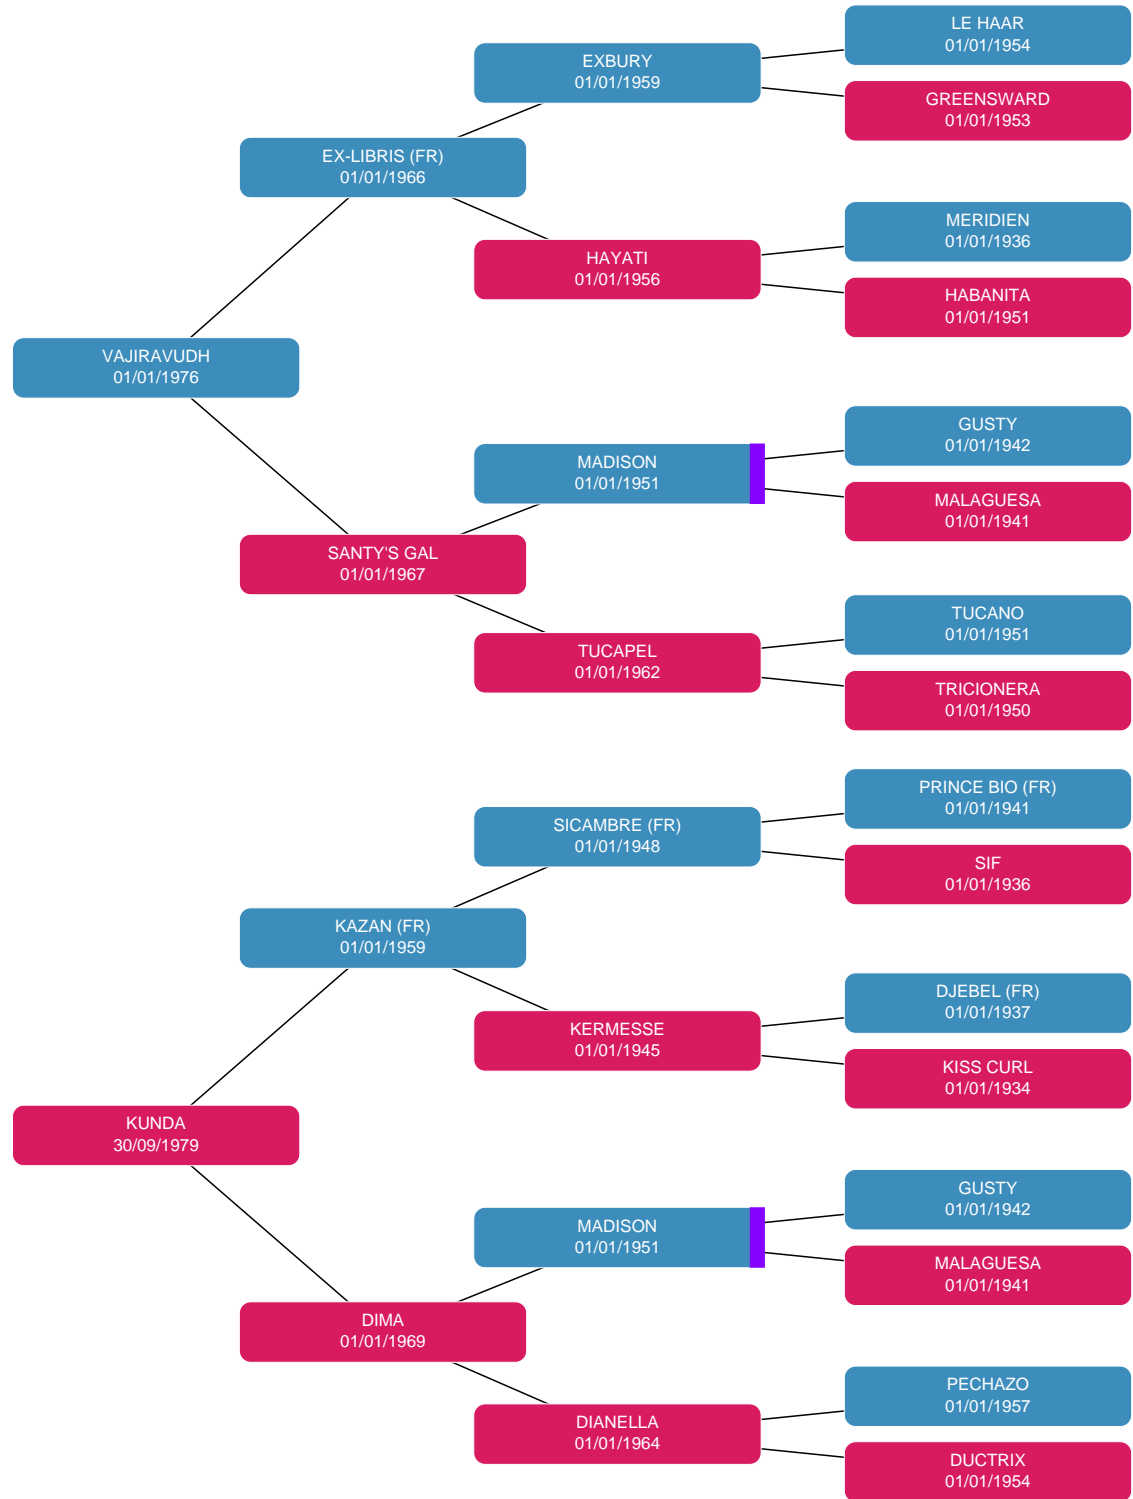 LE HAAR
01/01/1954
EXBURY
01/01/1959
GREENSWARD
01/01/1953
EX-LIBRIS (FR)
01/01/1966
MERIDIEN
01/01/1936
HAYATI
01/01/1956
HABANITA
01/01/1951
VAJIRAVUDH
01/01/1976
GUSTY
01/01/1942
MADISON
01/01/1951
MALAGUESA
01/01/1941
SANTY'S GAL
01/01/1967
TUCANO
01/01/1951
TUCAPEL
01/01/1962
TRICIONERA
01/01/1950
PRINCE BIO (FR)
01/01/1941
SICAMBRE (FR)
01/01/1948
SIF
01/01/1936
KAZAN (FR)
01/01/1959
DJEBEL (FR)
01/01/1937
KERMESSE
01/01/1945
KISS CURL
01/01/1934
KUNDA
30/09/1979
GUSTY
01/01/1942
MADISON
01/01/1951
MALAGUESA
01/01/1941
DIMA
01/01/1969
PECHAZO
01/01/1957
DIANELLA
01/01/1964
DUCTRIX
01/01/1954